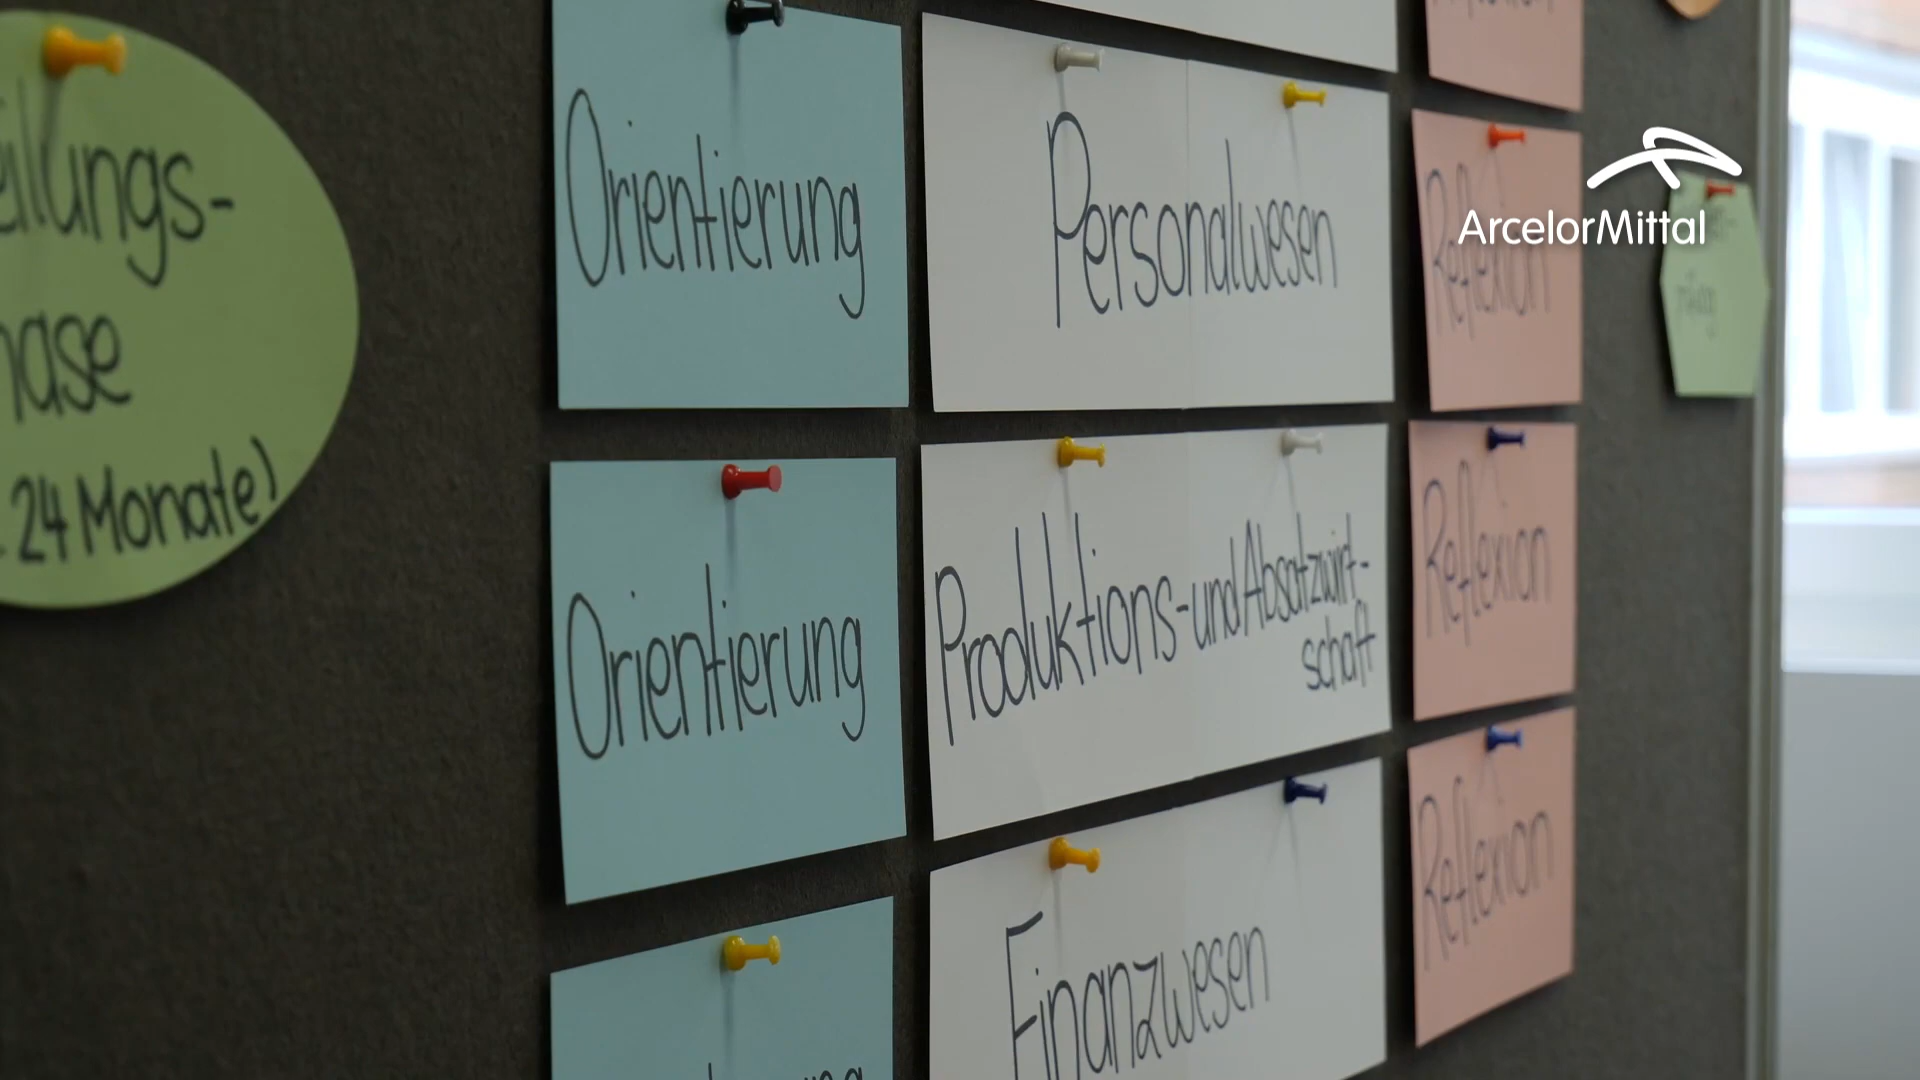 eilungs-
hase
24 Monate)
Orientierung
Personalwesen
Reflexion
ArcelorMittal
Orientierung
Produktions- und Absatzwirt-
schaft
Reflexion
Finanzwesen
Reflexion